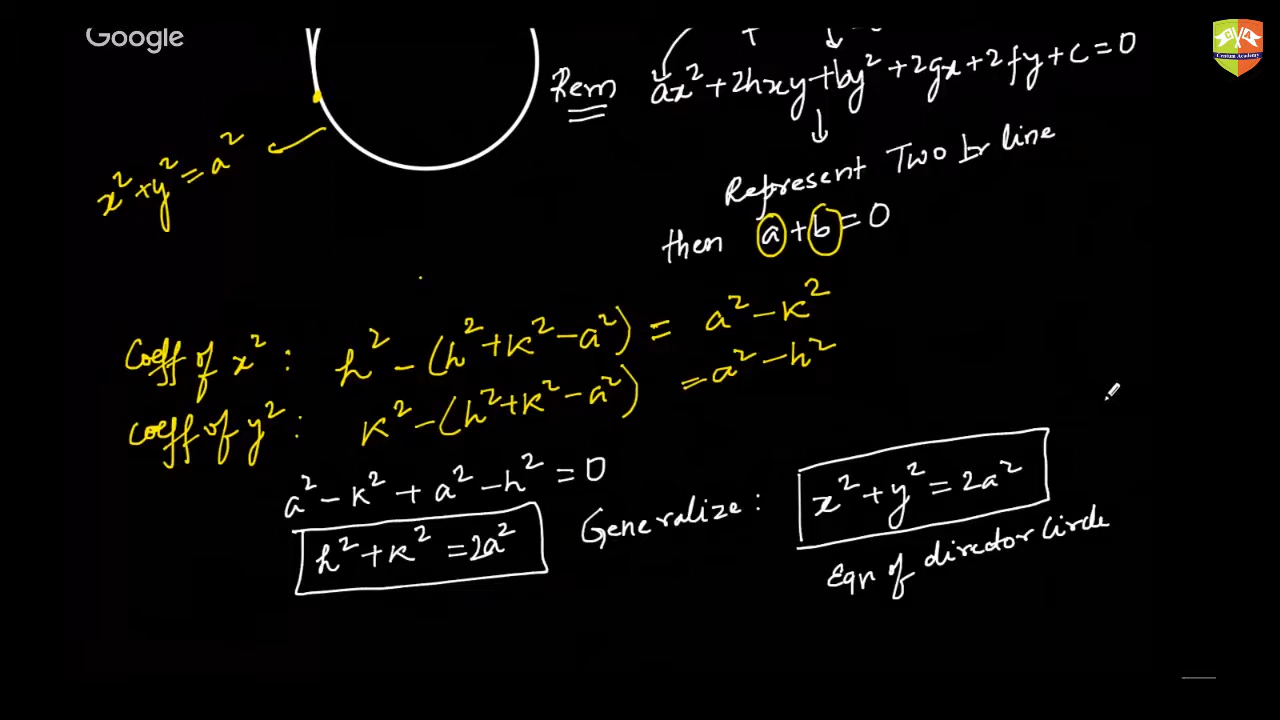 Google
Rem ax² + 2hxy + by² + 2gx + 2fy + c = 0
x² + y² = a²
Represent Two ⊥r line
then a + b = 0
Coeff of x² : h² - (h² + k² - a²) = a² - k²
Coeff of y² : k² - (h² + k² - a²) = a² - h²
a² - k² + a² - h² = 0
h² + k² = 2a²
Generalize : x² + y² = 2a²
Eqn of director Circle